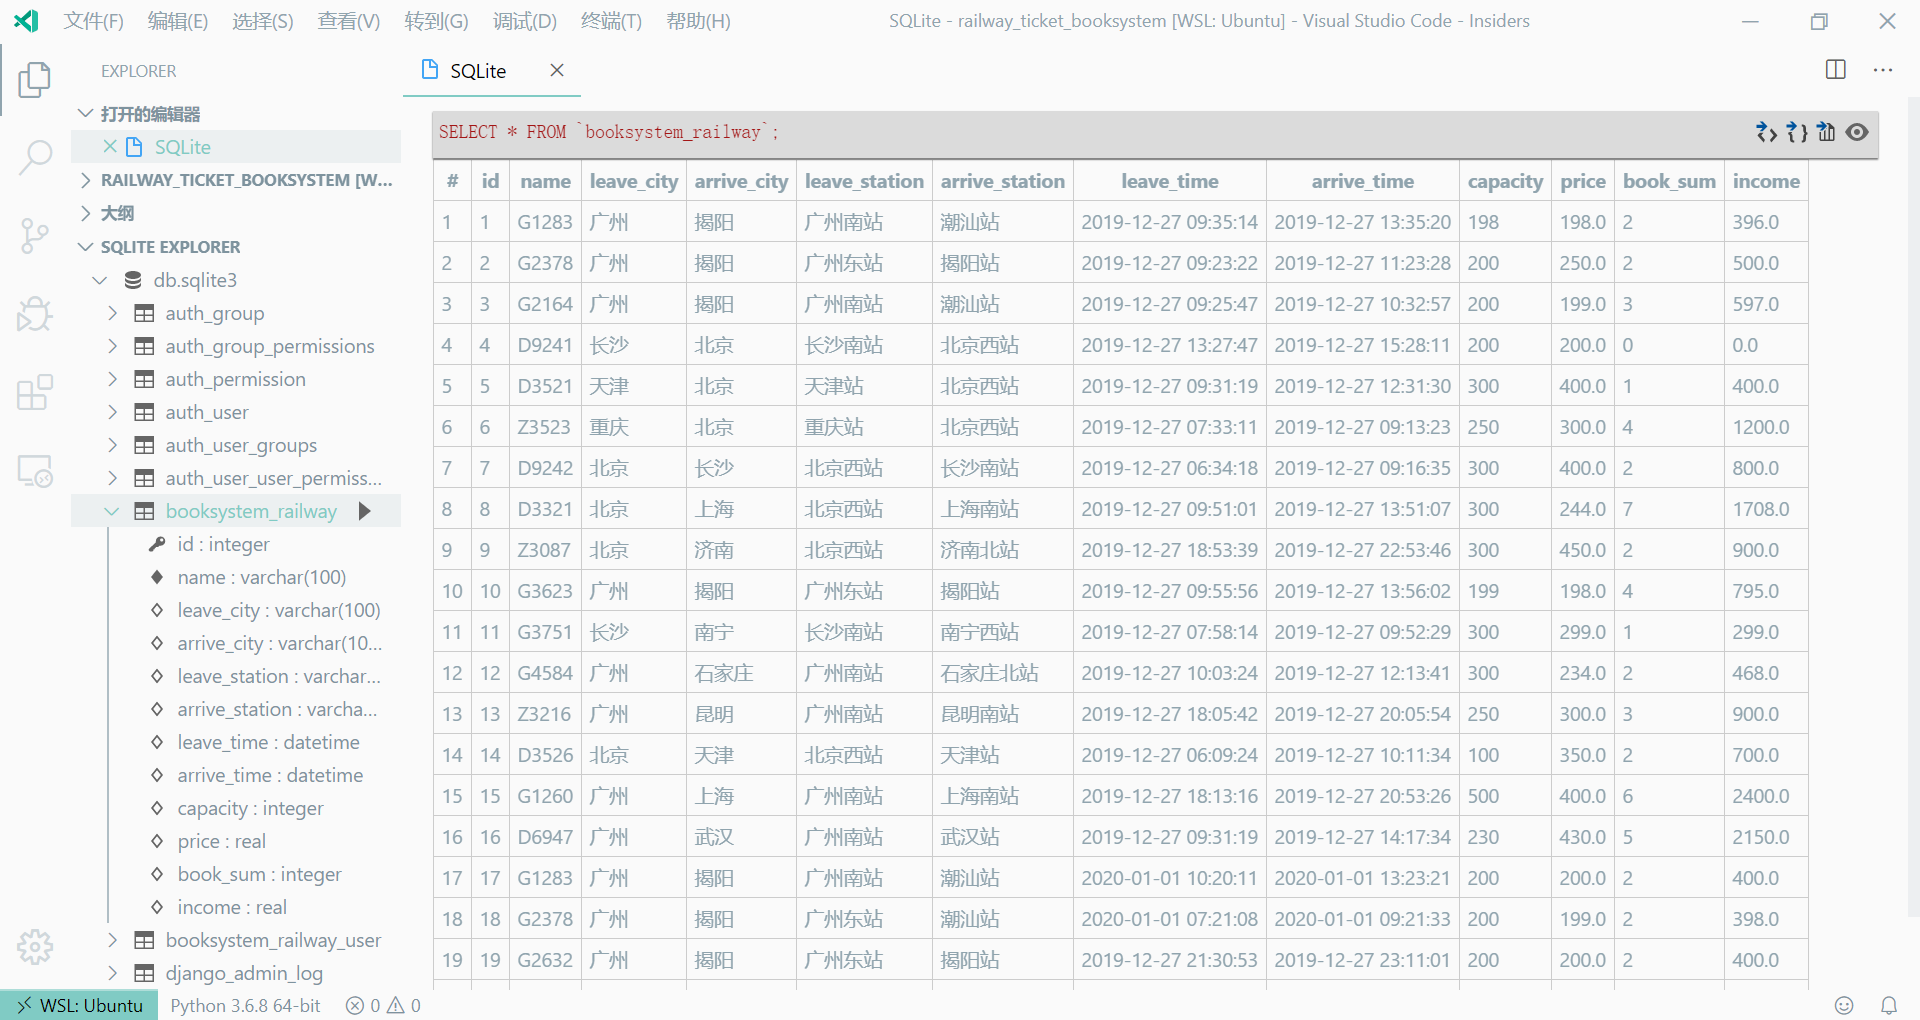 文件(F) 编辑(E) 选择(S) 查看(V) 转到(G) 调试(D) 终端(T) 帮助(H) SQLite - railway_ticket_booksystem [WSL: Ubuntu] - Visual Studio Code - Insiders
EXPLORER
打开的编辑器
SQLite
RAILWAY_TICKET_BOOKSYSTEM [W...
大纲
SQLITE EXPLORER
db.sqlite3
auth_group
auth_group_permissions
auth_permission
auth_user
auth_user_groups
auth_user_user_permiss...
booksystem_railway
id : integer
name : varchar(100)
leave_city : varchar(100)
arrive_city : varchar(10...
leave_station : varchar...
arrive_station : varcha...
leave_time : datetime
arrive_time : datetime
capacity : integer
price : real
book_sum : integer
income : real
booksystem_railway_user
django_admin_log
SQLite
SELECT * FROM `booksystem_railway`;
# id name leave_city arrive_city leave_station arrive_station leave_time arrive_time capacity price book_sum income
1 1 G1283 广州 揭阳 广州南站 潮汕站 2019-12-27 09:35:14 2019-12-27 13:35:20 198 198.0 2 396.0
2 2 G2378 广州 揭阳 广州东站 揭阳站 2019-12-27 09:23:22 2019-12-27 11:23:28 200 250.0 2 500.0
3 3 G2164 广州 揭阳 广州南站 潮汕站 2019-12-27 09:25:47 2019-12-27 10:32:57 200 199.0 3 597.0
4 4 D9241 长沙 北京 长沙南站 北京西站 2019-12-27 13:27:47 2019-12-27 15:28:11 200 200.0 0 0.0
5 5 D3521 天津 北京 天津站 北京西站 2019-12-27 09:31:19 2019-12-27 12:31:30 300 400.0 1 400.0
6 6 Z3523 重庆 北京 重庆站 北京西站 2019-12-27 07:33:11 2019-12-27 09:13:23 250 300.0 4 1200.0
7 7 D9242 北京 长沙 北京西站 长沙南站 2019-12-27 06:34:18 2019-12-27 09:16:35 300 400.0 2 800.0
8 8 D3321 北京 上海 北京西站 上海南站 2019-12-27 09:51:01 2019-12-27 13:51:07 300 244.0 7 1708.0
9 9 Z3087 北京 济南 北京西站 济南北站 2019-12-27 18:53:39 2019-12-27 22:53:46 300 450.0 2 900.0
10 10 G3623 广州 揭阳 广州东站 揭阳站 2019-12-27 09:55:56 2019-12-27 13:56:02 199 198.0 4 795.0
11 11 G3751 长沙 南宁 长沙南站 南宁西站 2019-12-27 07:58:14 2019-12-27 09:52:29 300 299.0 1 299.0
12 12 G4584 广州 石家庄 广州南站 石家庄北站 2019-12-27 10:03:24 2019-12-27 12:13:41 300 234.0 2 468.0
13 13 Z3216 广州 昆明 广州南站 昆明南站 2019-12-27 18:05:42 2019-12-27 20:05:54 250 300.0 3 900.0
14 14 D3526 北京 天津 北京西站 天津站 2019-12-27 06:09:24 2019-12-27 10:11:34 100 350.0 2 700.0
15 15 G1260 广州 上海 广州南站 上海南站 2019-12-27 18:13:16 2019-12-27 20:53:26 500 400.0 6 2400.0
16 16 D6947 广州 武汉 广州南站 武汉站 2019-12-27 09:31:19 2019-12-27 14:17:34 230 430.0 5 2150.0
17 17 G1283 广州 揭阳 广州南站 潮汕站 2020-01-01 10:20:11 2020-01-01 13:23:21 200 200.0 2 400.0
18 18 G2378 广州 揭阳 广州东站 潮汕站 2020-01-01 07:21:08 2020-01-01 09:21:33 200 199.0 2 398.0
19 19 G2632 广州 揭阳 广州东站 揭阳站 2019-12-27 21:30:53 2019-12-27 23:11:01 200 200.0 2 400.0
WSL: Ubuntu Python 3.6.8 64-bit 0 0